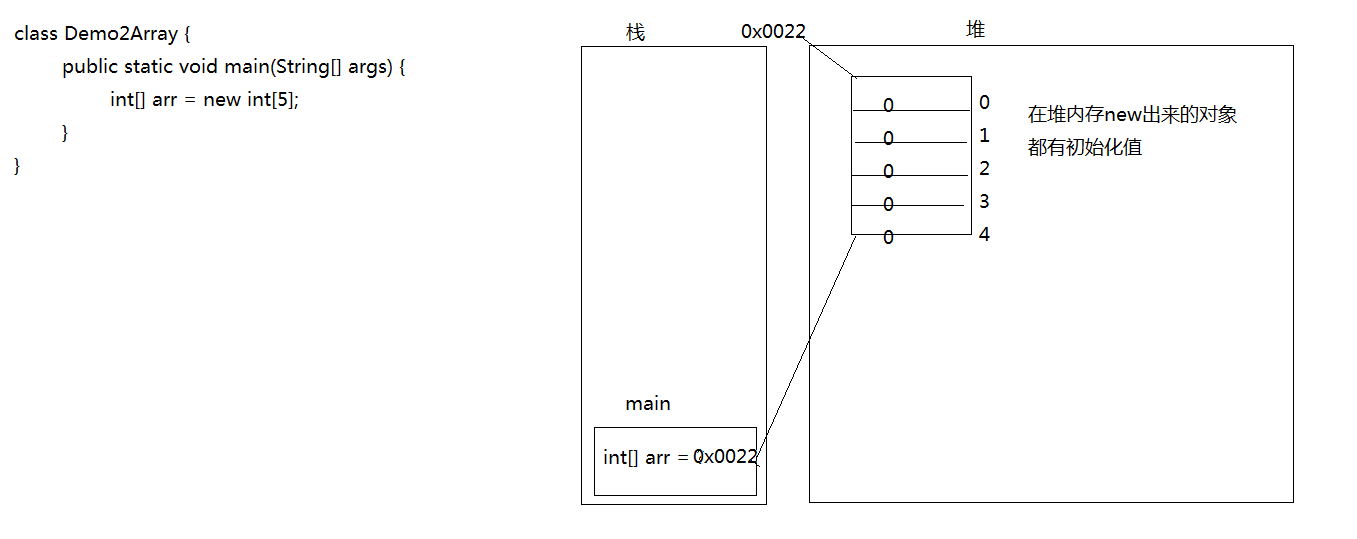 class Demo2Array {
public static void main(String[] args) {
int[] arr = new int[5];
}
}
栈
0x0022
堆
0 0
0 1
0 2
0 3
0 4
在堆内存new出来的对象
都有初始化值
main
int[] arr = 0x0022